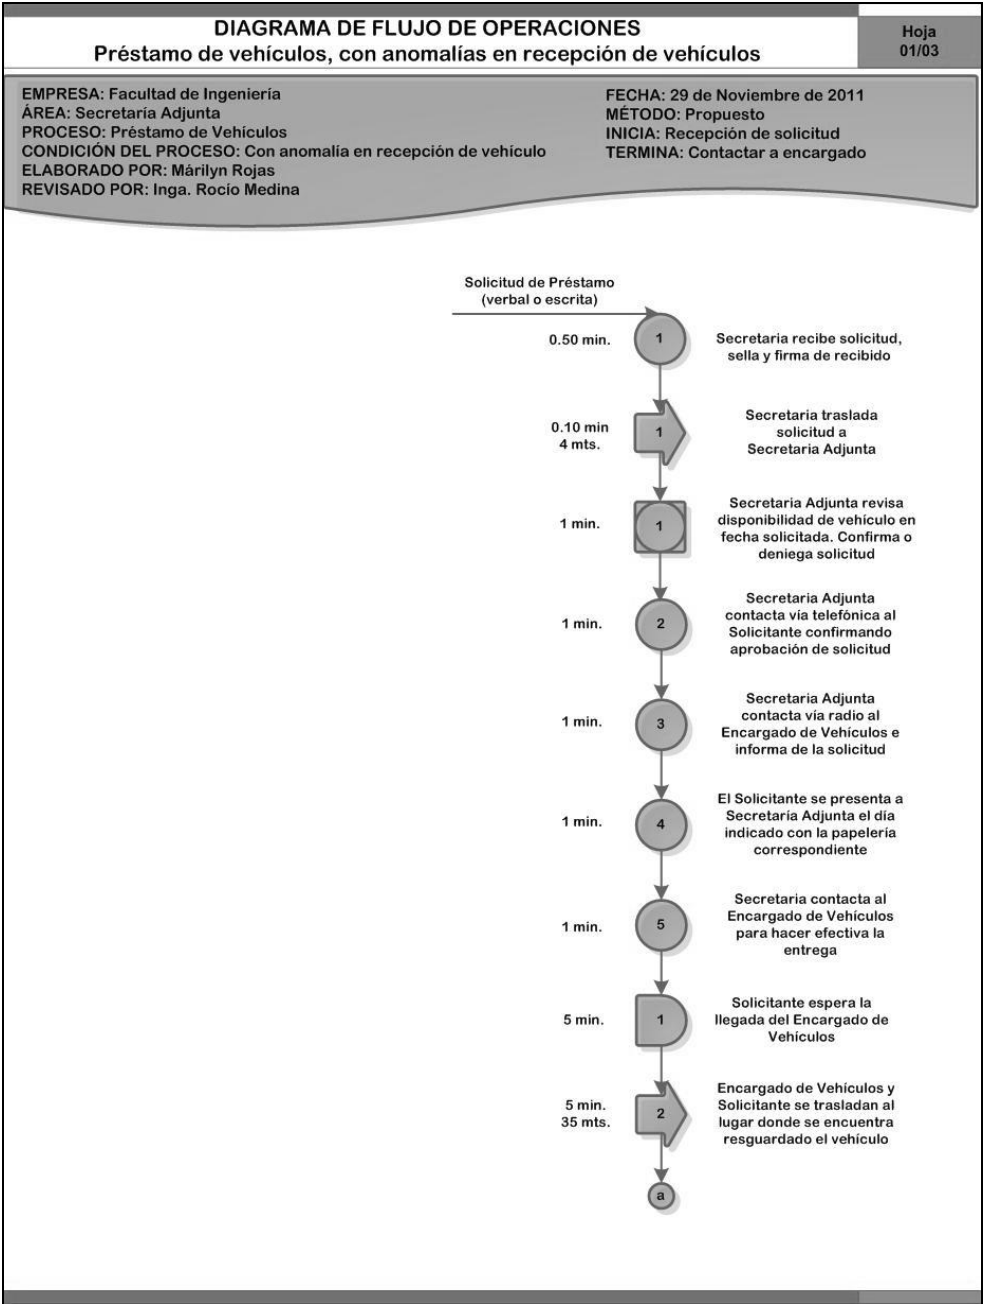 DIAGRAMA DE FLUJO DE OPERACIONES
Préstamo de vehículos, con anomalías en recepción de vehículos
Hoja
01/03
EMPRESA: Facultad de Ingeniería
ÁREA: Secretaría Adjunta
PROCESO: Préstamo de Vehículos
CONDICIÓN DEL PROCESO: Con anomalía en recepción de vehículo
ELABORADO POR: Márilyn Rojas
REVISADO POR: Inga. Rocío Medina
FECHA: 29 de Noviembre de 2011
MÉTODO: Propuesto
INICIA: Recepción de solicitud
TERMINA: Contactar a encargado
Solicitud de Préstamo
(verbal o escrita)
0.50 min.
1
Secretaria recibe solicitud,
sella y firma de recibido
0.10 min
4 mts.
1
Secretaria traslada
solicitud a
Secretaria Adjunta
1 min.
1
Secretaria Adjunta revisa
disponibilidad de vehículo en
fecha solicitada. Confirma o
deniega solicitud
1 min.
2
Secretaria Adjunta
contacta vía telefónica al
Solicitante confirmando
aprobación de solicitud
1 min.
3
Secretaria Adjunta
contacta vía radio al
Encargado de Vehículos e
informa de la solicitud
1 min.
4
El Solicitante se presenta a
Secretaría Adjunta el día
indicado con la papelería
correspondiente
1 min.
5
Secretaria contacta al
Encargado de Vehículos
para hacer efectiva la
entrega
5 min.
1
Solicitante espera la
llegada del Encargado de
Vehículos
5 min.
35 mts.
2
Encargado de Vehículos y
Solicitante se trasladan al
lugar donde se encuentra
resguardado el vehículo
a